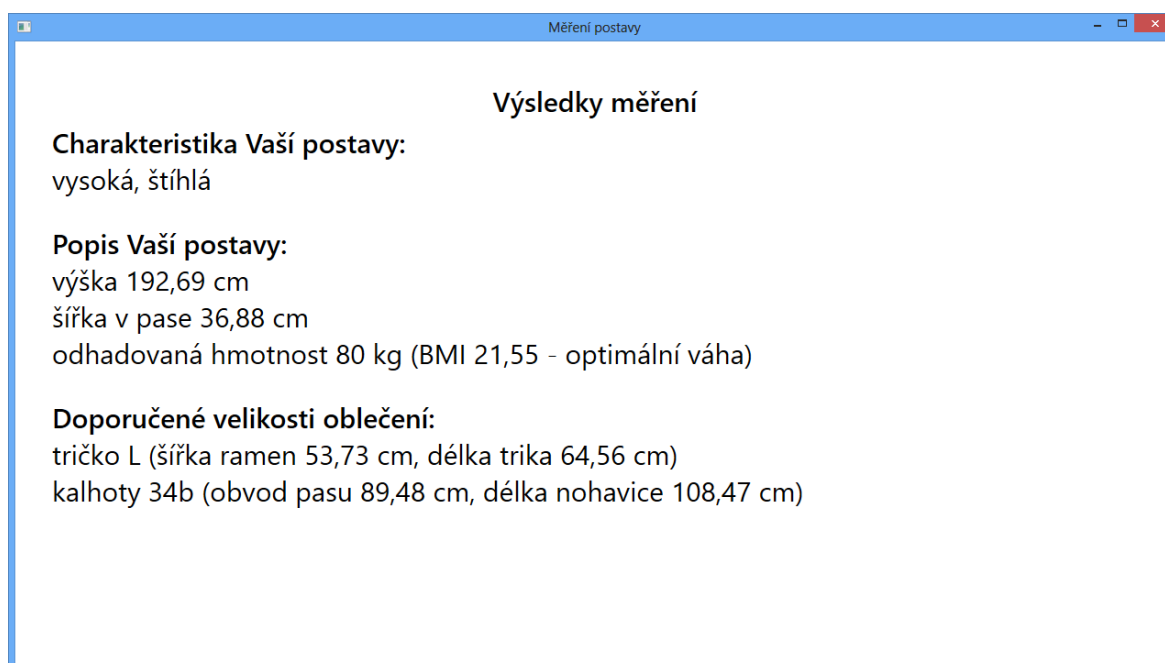 Měření postavy
Výsledky měření
Charakteristika Vaší postavy:
vysoká, štíhlá
Popis Vaší postavy:
výška 192,69 cm
šířka v pase 36,88 cm
odhadovaná hmotnost 80 kg (BMI 21,55 - optimální váha)
Doporučené velikosti oblečení:
tričko L (šířka ramen 53,73 cm, délka trika 64,56 cm)
kalhoty 34b (obvod pasu 89,48 cm, délka nohavice 108,47 cm)